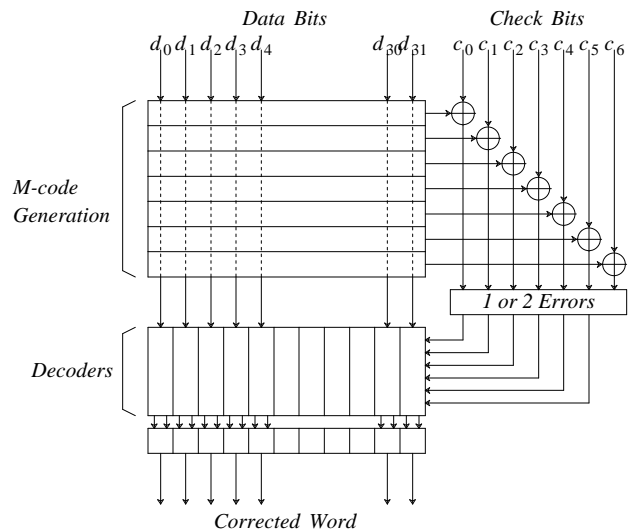 Data Bits Check Bits
d0 d1 d2 d3 d4 d30 d31 c0 c1 c2 c3 c4 c5 c6
M-code
Generation
1 or 2 Errors
Decoders
Corrected Word